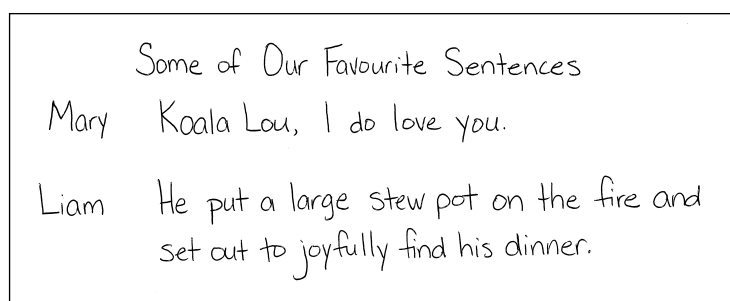 Some of Our Favourite Sentences
Mary Koala Lou, I do love you.
Liam He put a large stew pot on the fire and
set out to joyfully find his dinner.